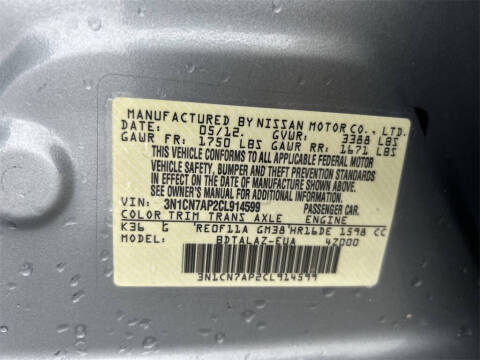 MANUFACTURED BY NISSAN MOTOR CO., LTD.
DATE: 05/12. GVWR: 3388 LBS
GAWR FR: 1750 LBS GAWR RR: 1671 LBS
THIS VEHICLE CONFORMS TO ALL APPLICABLE FEDERAL MOTOR
VEHICLE SAFETY, BUMPER AND THEFT PREVENTION STANDARDS
IN EFFECT ON THE DATE OF MANUFACTURE SHOWN ABOVE.
SEE OWNER'S MANUAL FOR ADDITIONAL INFORMATION.
VIN: 3N1CN7AP2CL914599 PASSENGER CAR.
COLOR TRIM TRANS AXLE ENGINE
K36 G RE0F11A GM38 HR16DE 1598 CC
MODEL: BDTALAZ-EUA 4Z000
3N1CN7AP2CL914599